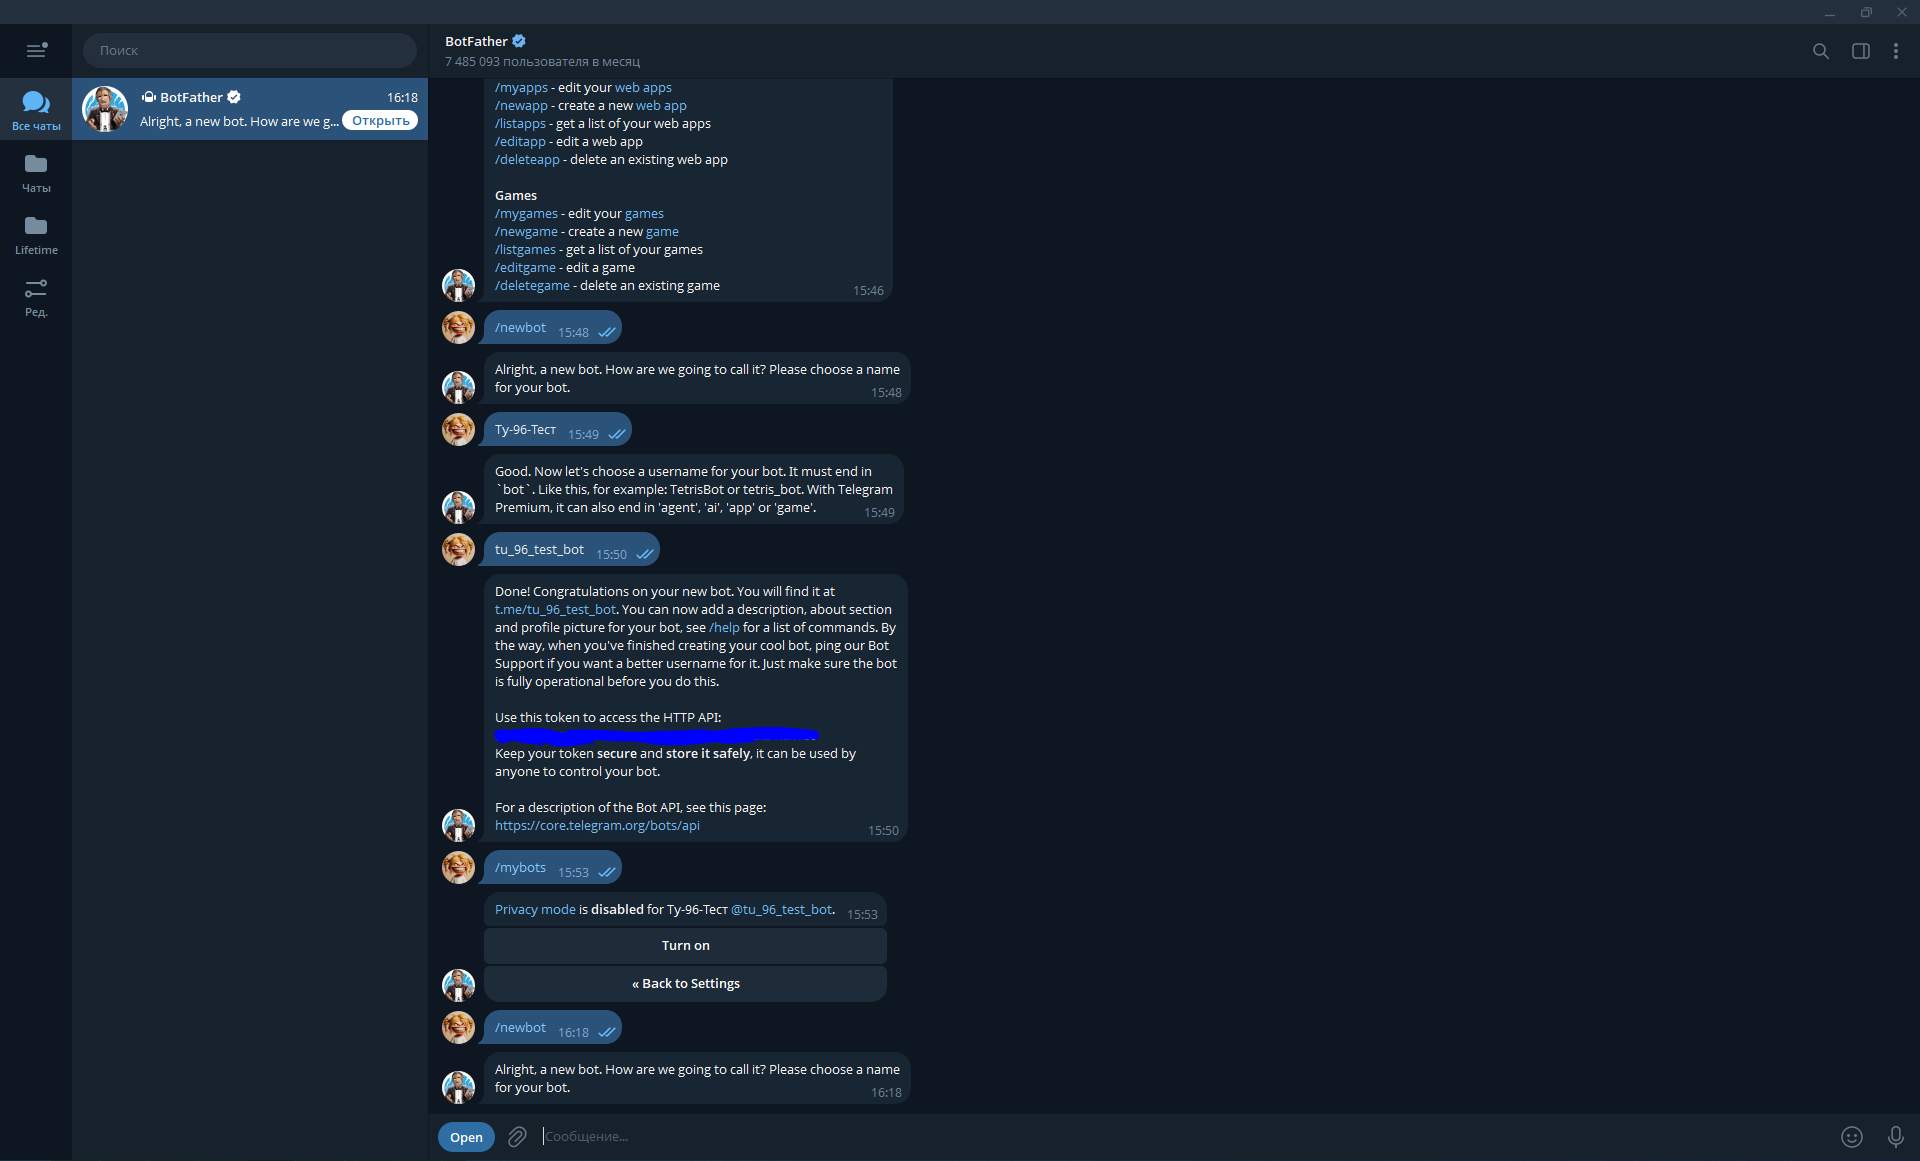 Поиск
BotFather
7 485 093 пользователя в месяц
Все чаты
Чаты
Lifetime
Ред.
BotFather
16:18
Alright, a new bot. How are we g...
Открыть
/myapps - edit your web apps
/newapp - create a new web app
/listapps - get a list of your web apps
/editapp - edit a web app
/deleteapp - delete an existing web app
Games
/mygames - edit your games
/newgame - create a new game
/listgames - get a list of your games
/editgame - edit a game
/deletegame - delete an existing game
15:46
/newbot 15:48
Alright, a new bot. How are we going to call it? Please choose a name
for your bot.
15:48
Ту-96-Тест 15:49
Good. Now let's choose a username for your bot. It must end in
`bot`. Like this, for example: TetrisBot or tetris_bot. With Telegram
Premium, it can also end in 'agent', 'ai', 'app' or 'game'.
15:49
tu_96_test_bot 15:50
Done! Congratulations on your new bot. You will find it at
t.me/tu_96_test_bot. You can now add a description, about section
and profile picture for your bot, see /help for a list of commands. By
the way, when you've finished creating your cool bot, ping our Bot
Support if you want a better username for it. Just make sure the bot
is fully operational before you do this.
Use this token to access the HTTP API:
Keep your token secure and store it safely, it can be used by
anyone to control your bot.
For a description of the Bot API, see this page:
https://core.telegram.org/bots/api
15:50
/mybots 15:53
Privacy mode is disabled for Ту-96-Тест @tu_96_test_bot. 15:53
Turn on
« Back to Settings
/newbot 16:18
Alright, a new bot. How are we going to call it? Please choose a name
for your bot.
16:18
Open
Сообщение...